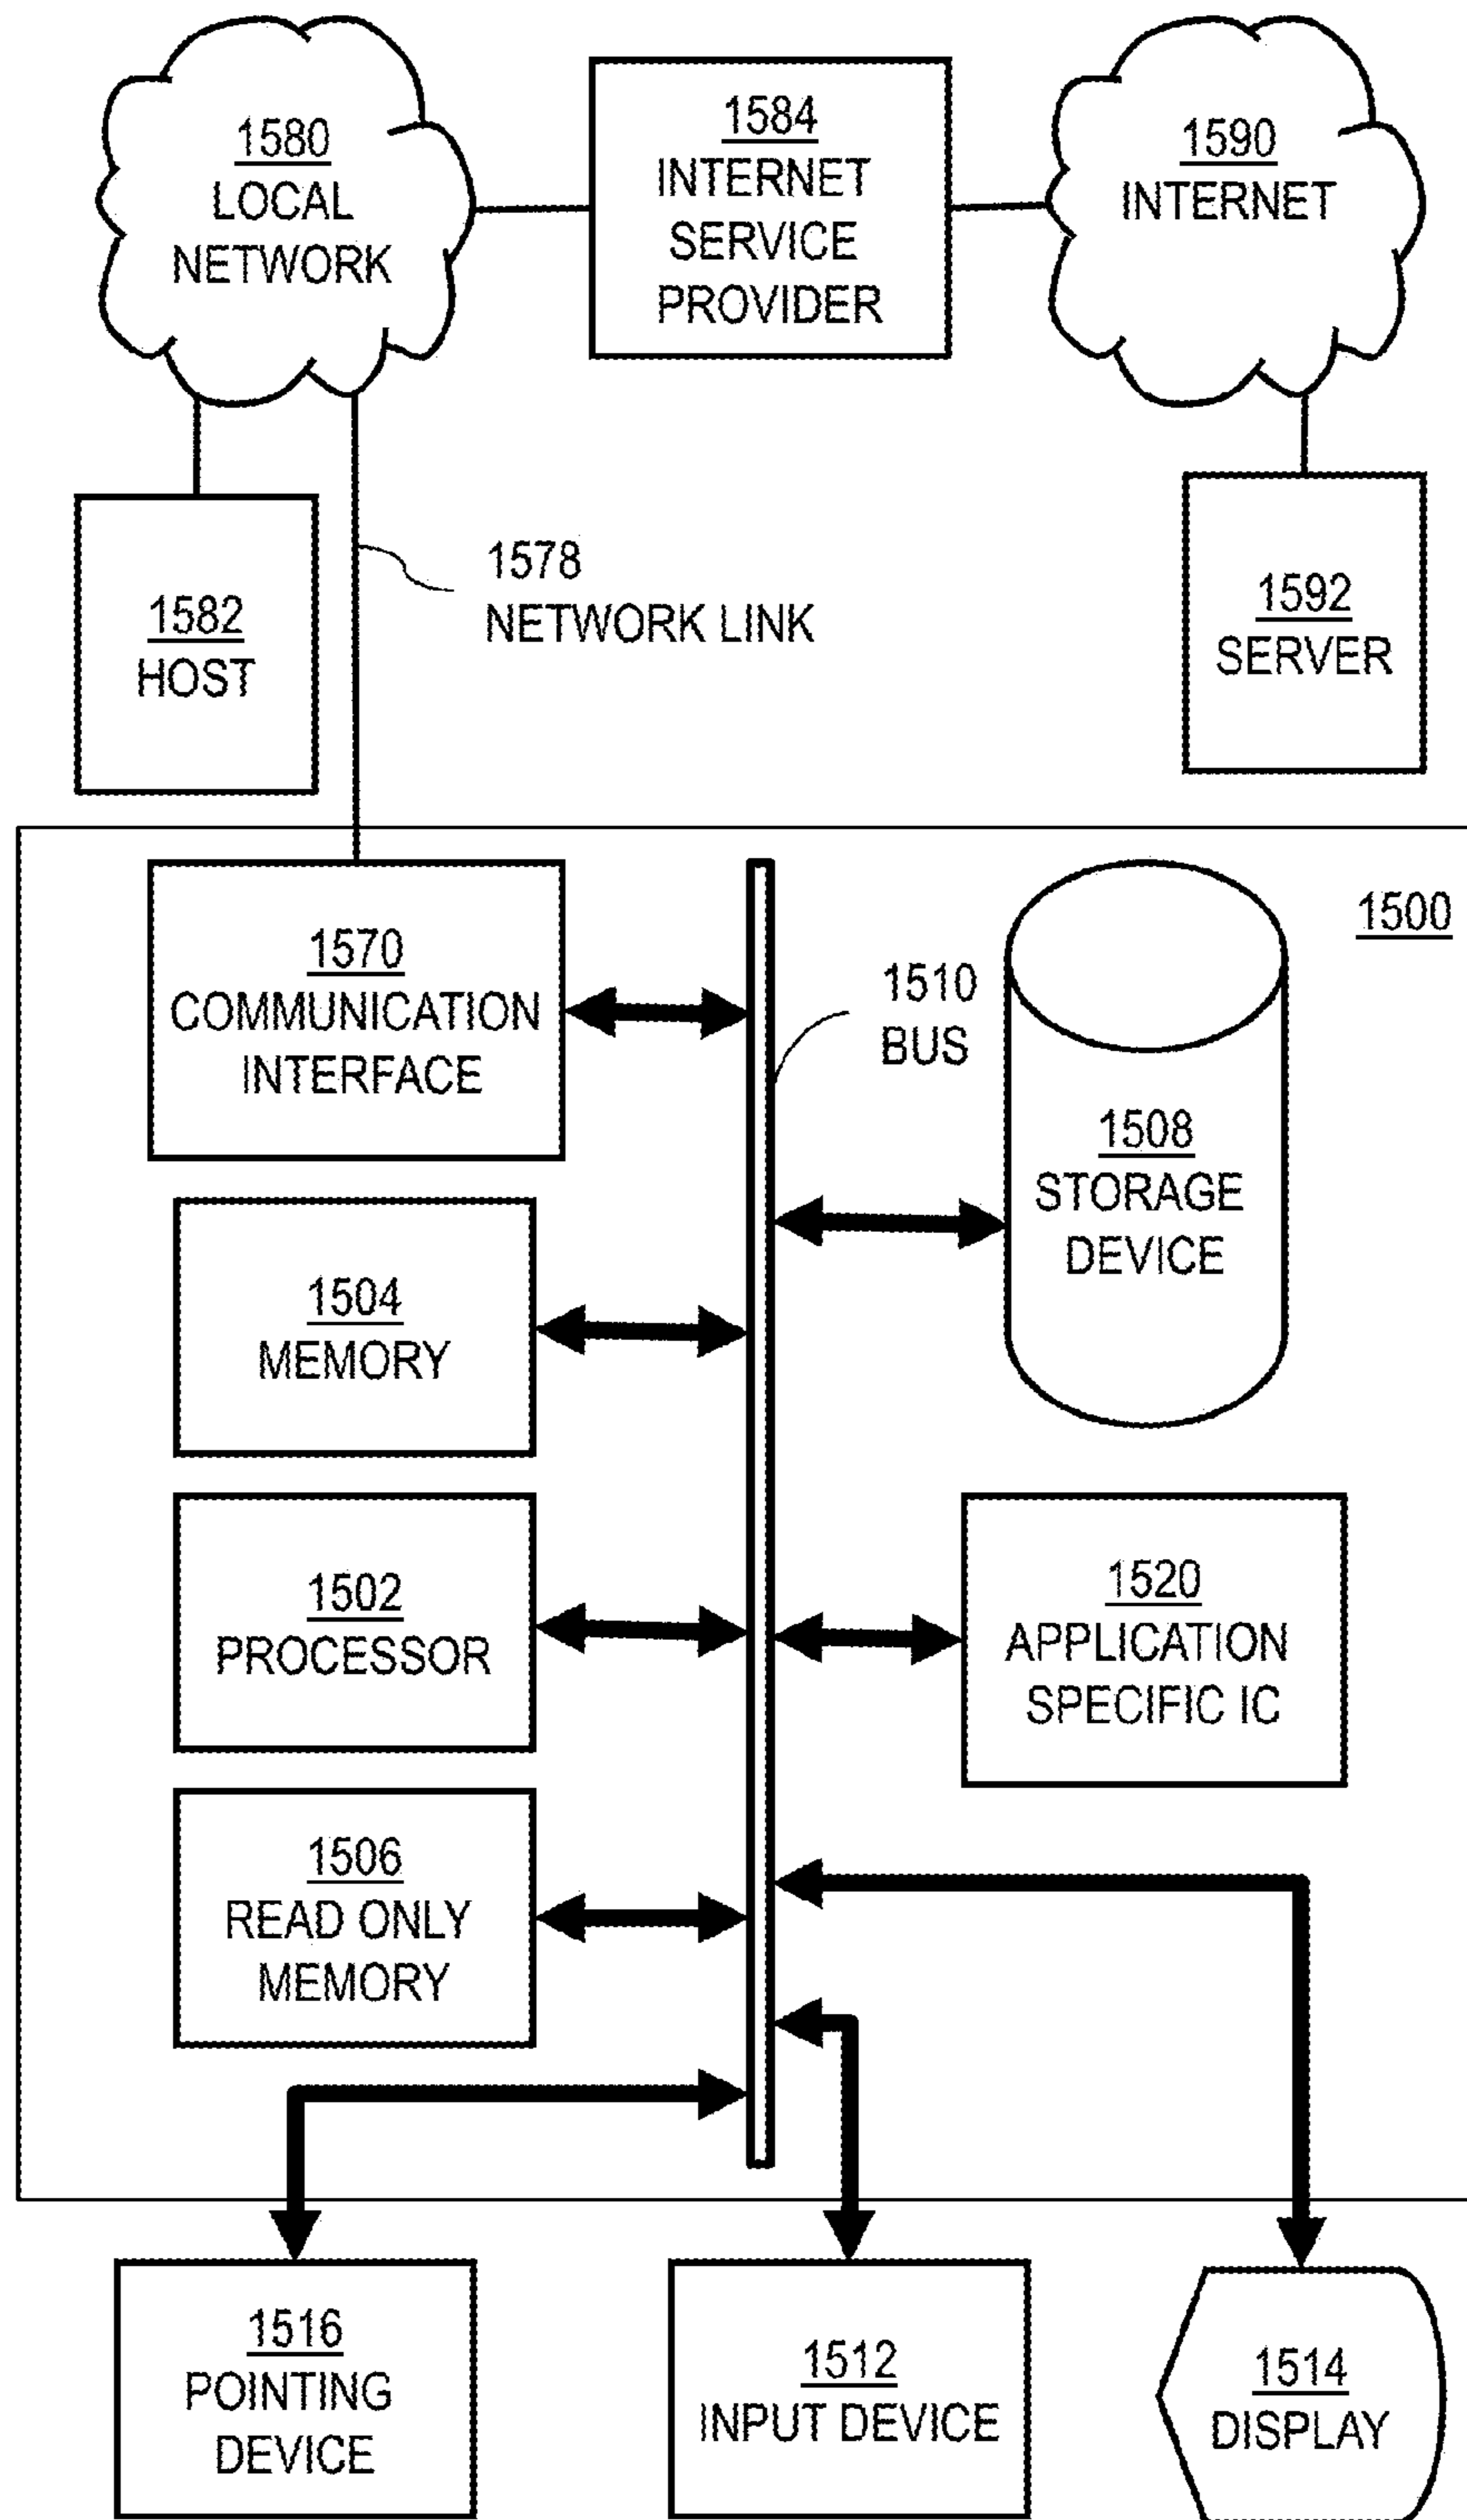 1580
LOCAL
NETWORK
1584
INTERNET
SERVICE
PROVIDER
1590
INTERNET
1582
HOST
1578
NETWORK LINK
1592
SERVER
1500
1570
COMMUNICATION
INTERFACE
1510
BUS
1508
STORAGE
DEVICE
1504
MEMORY
1502
PROCESSOR
1520
APPLICATION
SPECIFIC IC
1506
READ ONLY
MEMORY
1516
POINTING
DEVICE
1512
INPUT DEVICE
1514
DISPLAY